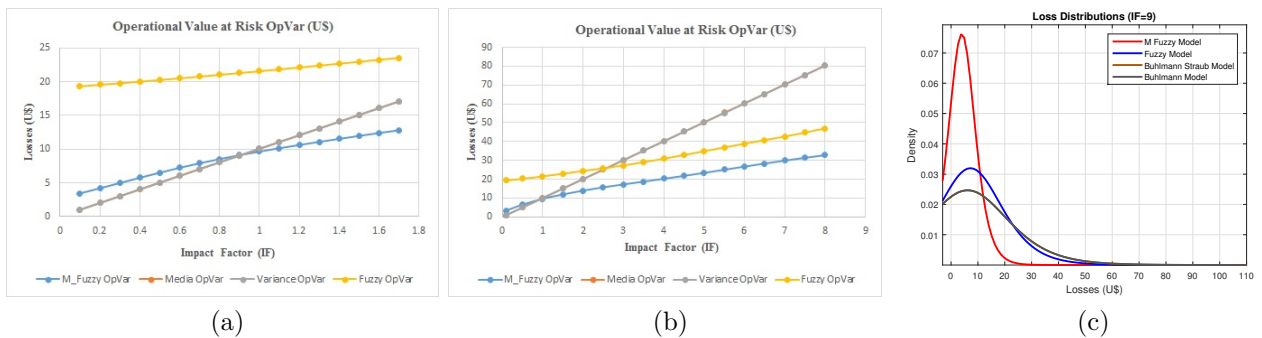 Operational Value at Risk OpVar (U$)
25
20
15
10
5
0
Losses (U$)
0 0.2 0.4 0.6 0.8 1 1.2 1.4 1.6 1.8
Impact Factor (IF)
M_Fuzzy OpVar Media OpVar Variance OpVar Fuzzy OpVar
(a)
Operational Value at Risk OpVar (U$)
90
80
70
60
50
40
30
20
10
0
Losses (U$)
0 1 2 3 4 5 6 7 8 9
Impact Factor (IF)
M_Fuzzy OpVar Media OpVar Variance OpVar Fuzzy OpVar
(b)
Loss Distributions (IF=9)
M Fuzzy Model
Fuzzy Model
Buhlmann Straub Model
Buhlmann Model
0.07
0.06
0.05
0.04
0.03
0.02
0.01
Density
0 10 20 30 40 50 60 70 80 90 100 110
Losses (U$)
(c)